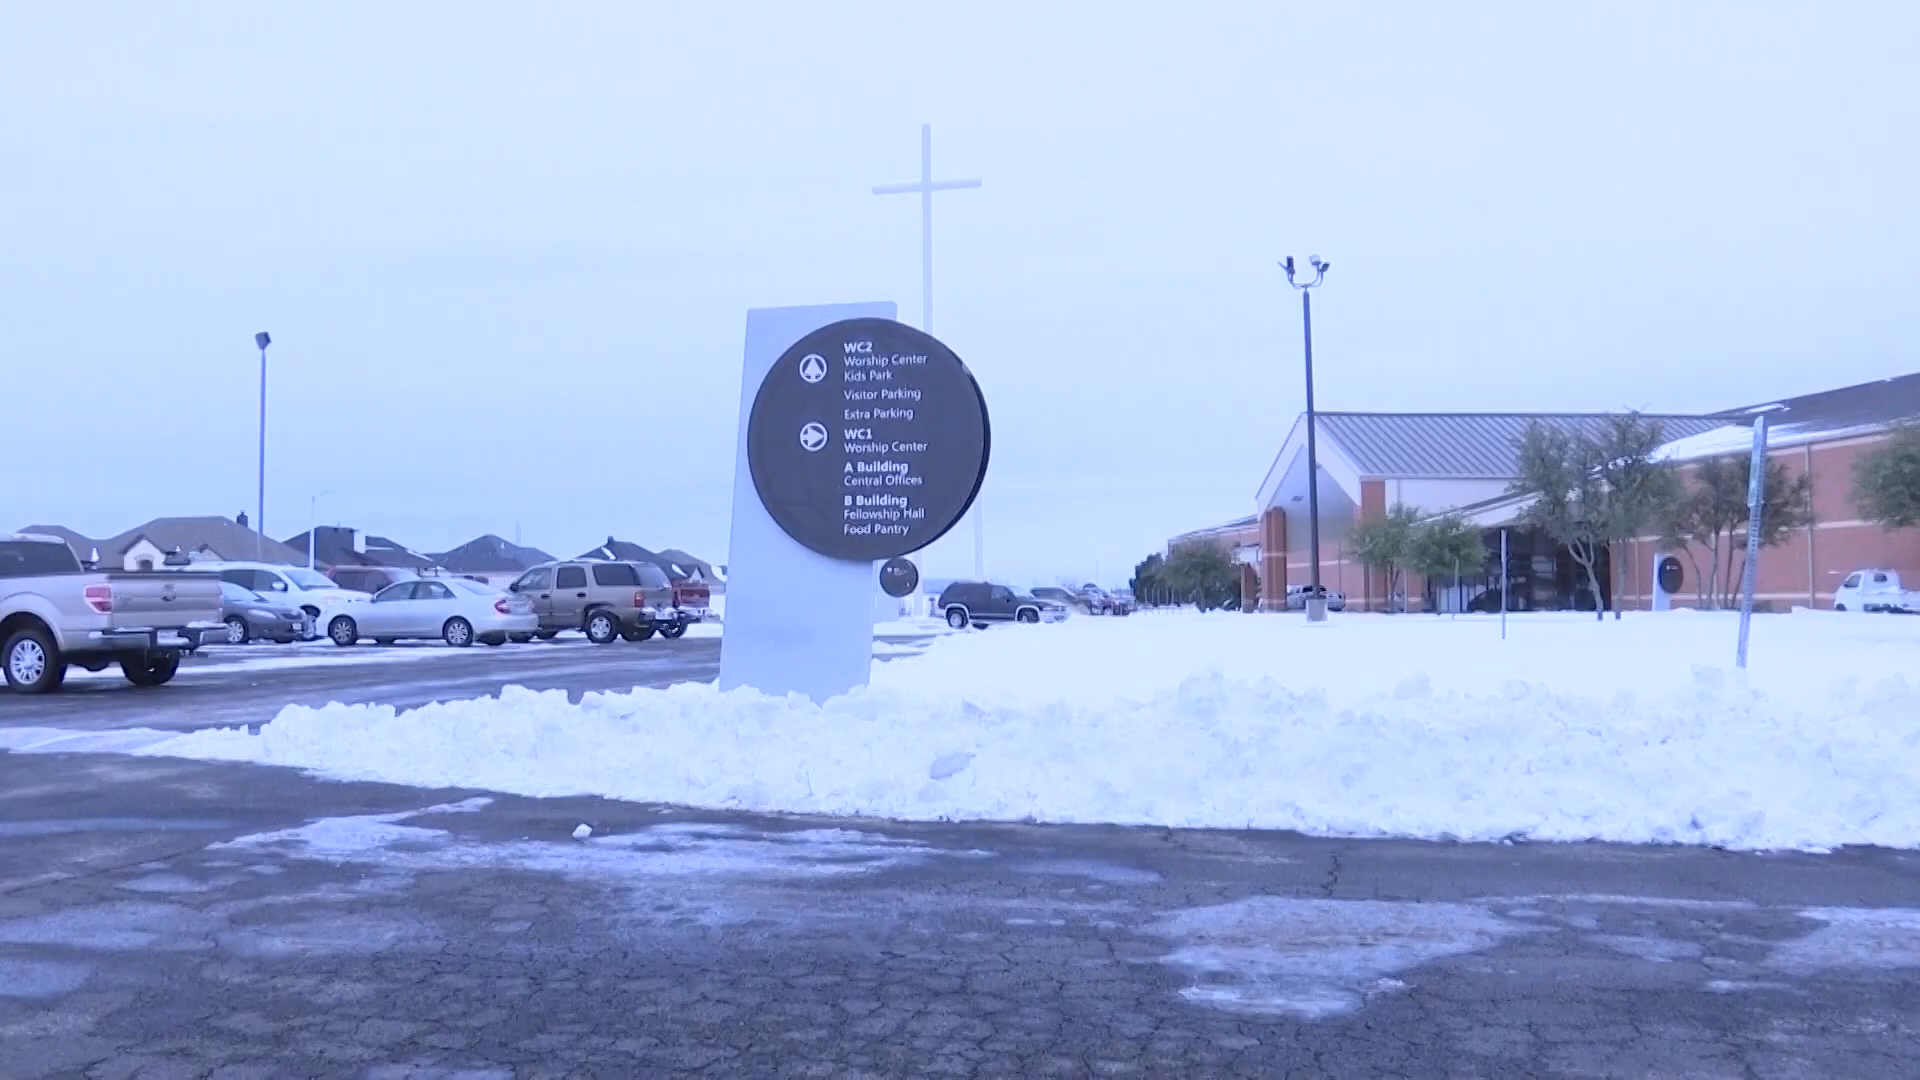 WC2
Worship Center
Kids Park
Visitor Parking
Extra Parking
WC1
Worship Center
A Building
Central Offices
B Building
Fellowship Hall
Food Pantry